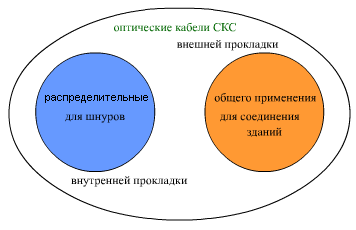 оптические кабели СКС
внешней прокладки
распределительные
для шнуров
общего применения
для соединения
зданий
внутренней прокладки